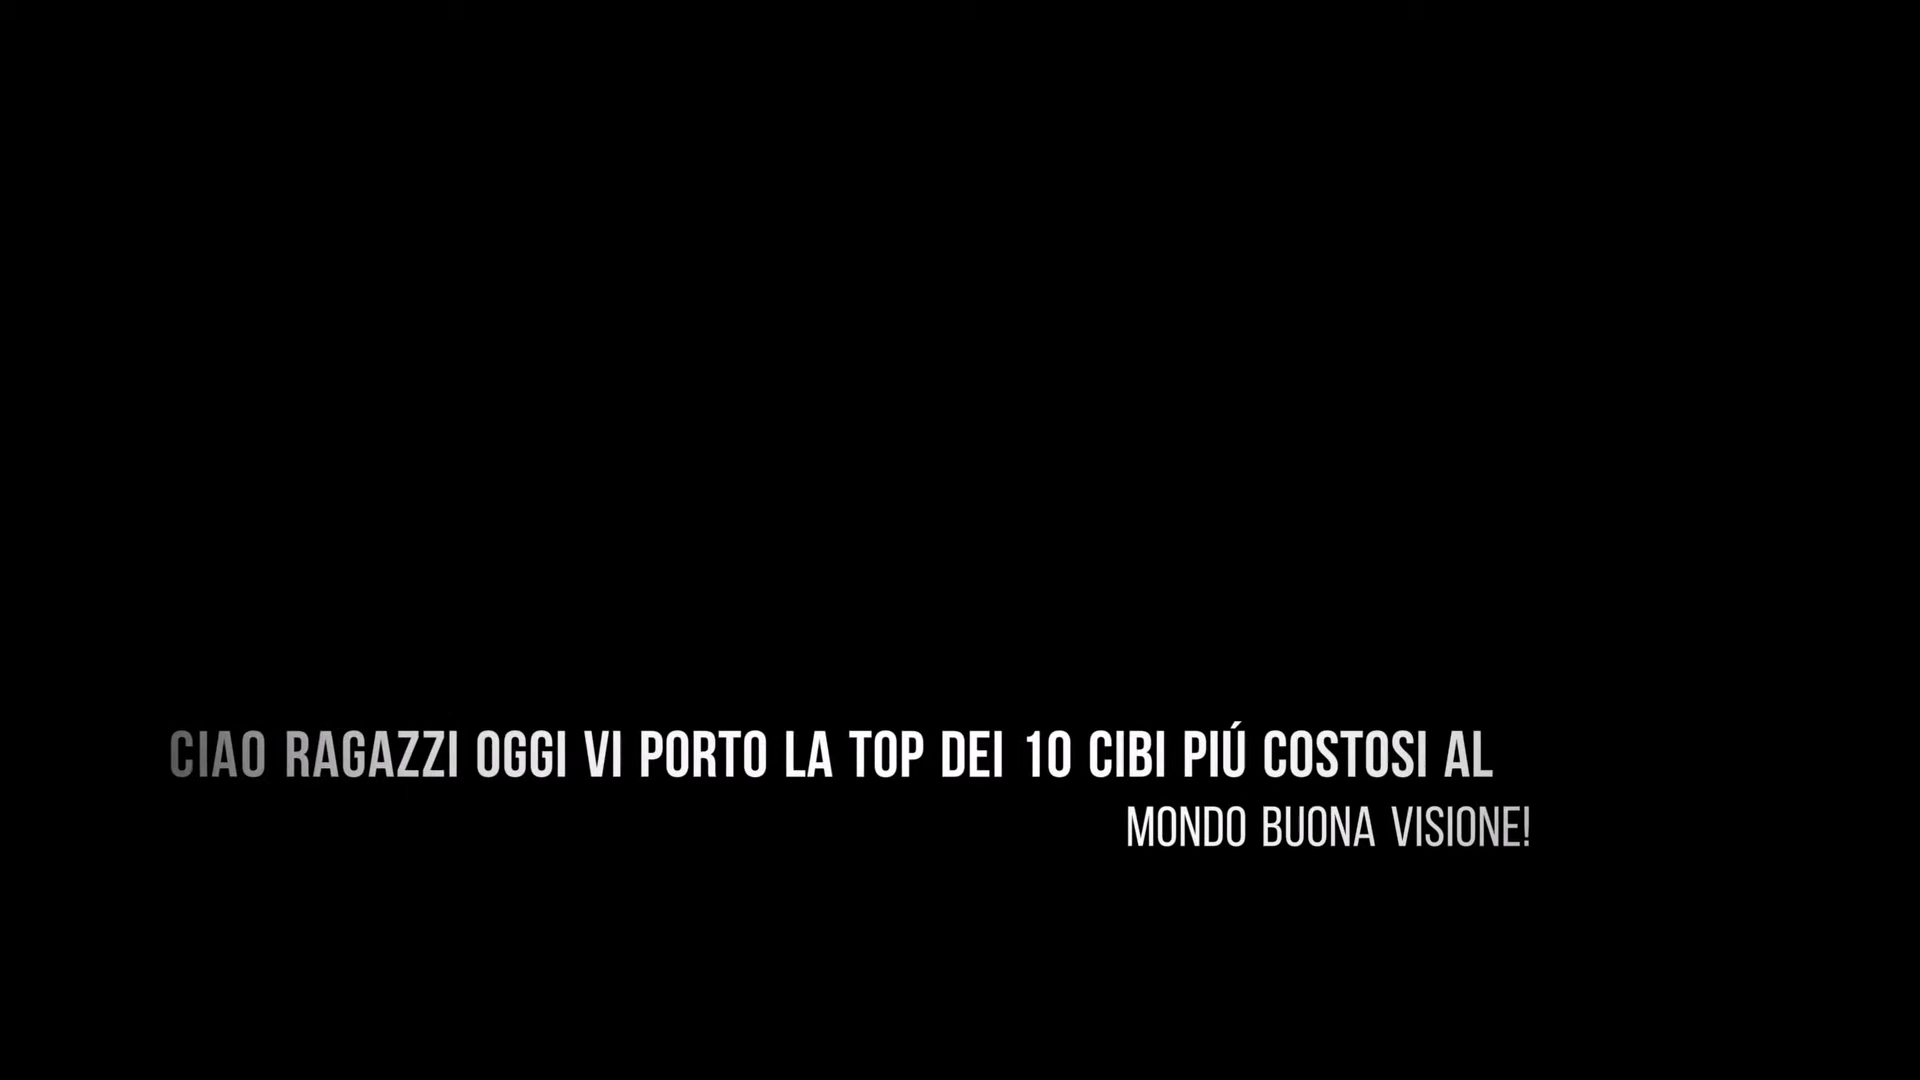 CIAO RAGAZZI OGGI VI PORTO LA TOP DEI 10 CIBI PIÚ COSTOSI AL
MONDO BUONA VISIONE!